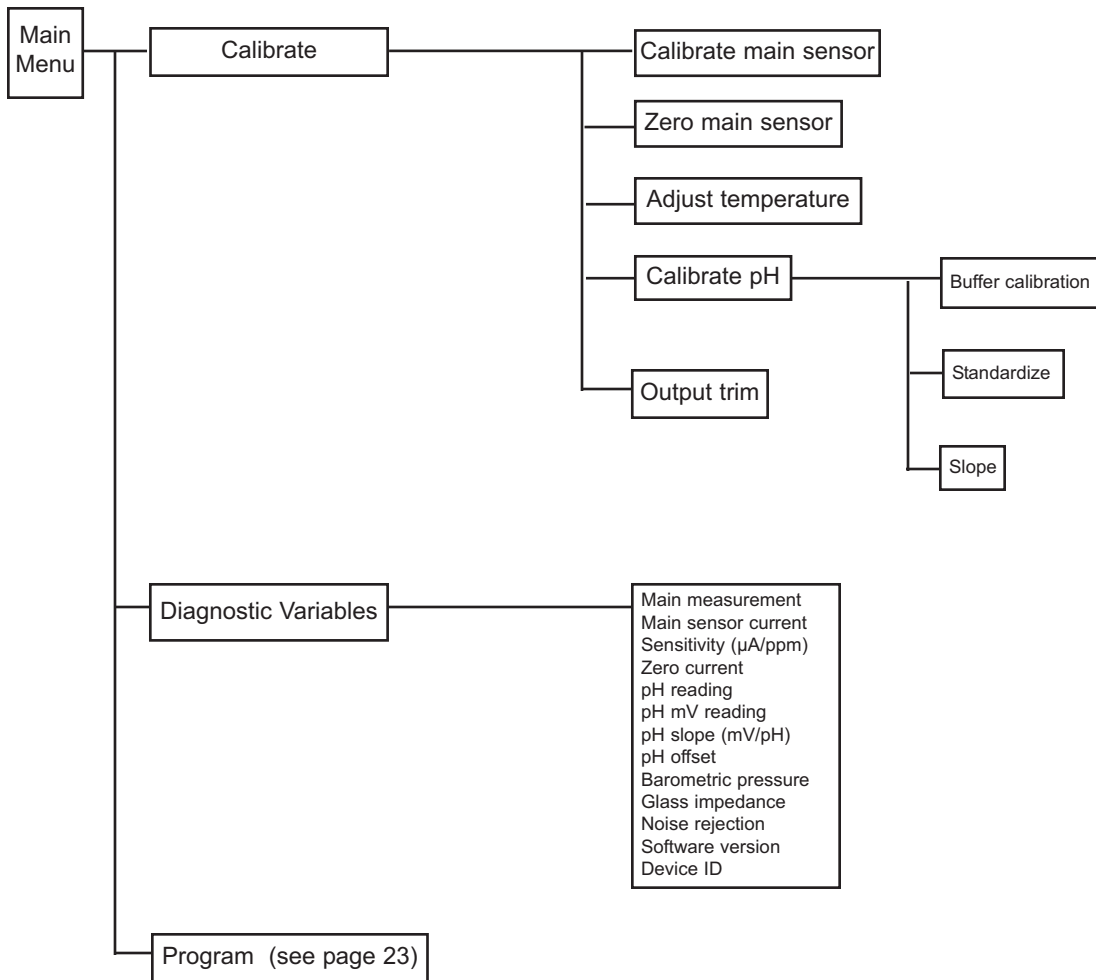 Main
Menu
Calibrate
Calibrate main sensor
Zero main sensor
Adjust temperature
Calibrate pH
Buffer calibration
Standardize
Slope
Output trim
Diagnostic Variables
Main measurement
Main sensor current
Sensitivity (µA/ppm)
Zero current
pH reading
pH mV reading
pH slope (mV/pH)
pH offset
Barometric pressure
Glass impedance
Noise rejection
Software version
Device ID
Program (see page 23)